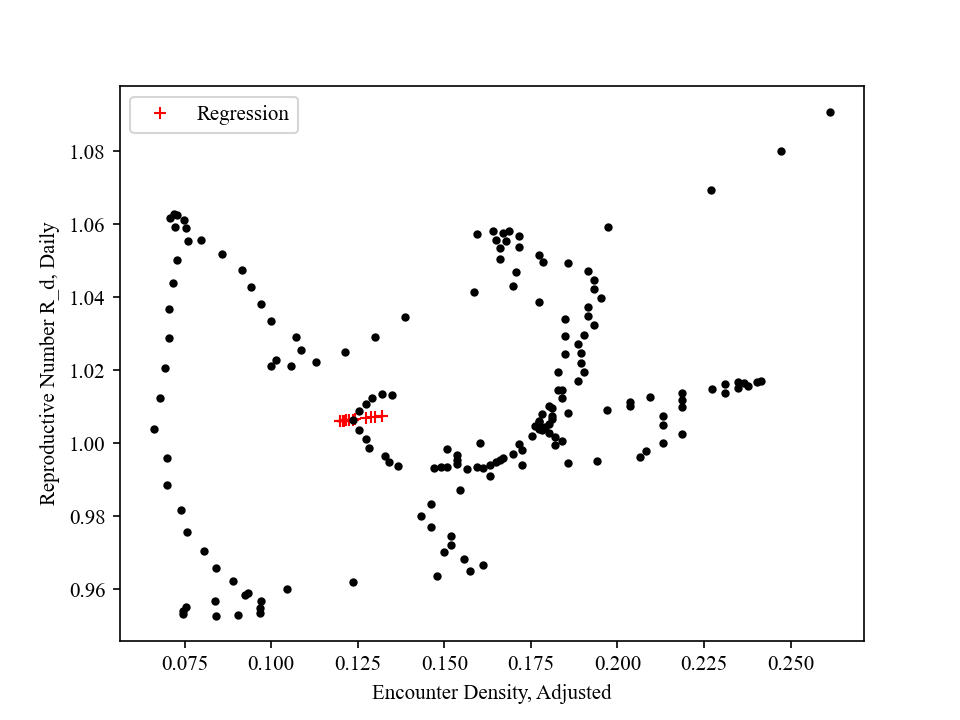 Regression
1.08
1.06
1.04
1.02
1.00
0.98
0.96
Reproductive Number R_d, Daily
0.075 0.100 0.125 0.150 0.175 0.200 0.225 0.250
Encounter Density, Adjusted